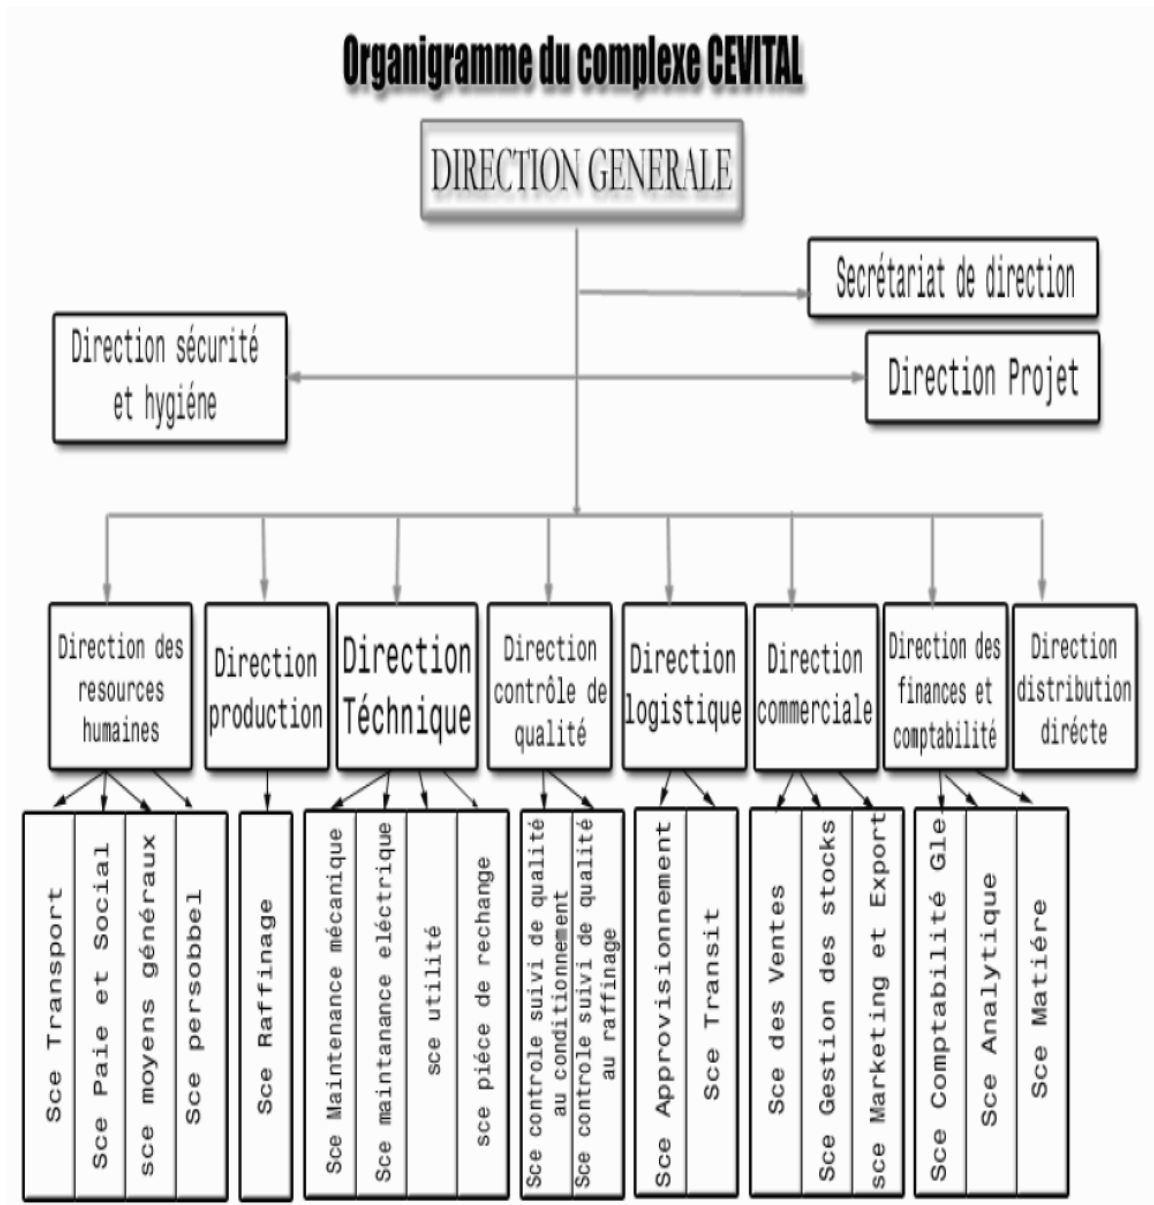 Organigramme du complexe CEVITAL
DIRECTION GENERALE
Secrétariat de direction
Direction sécurité
et hygiéne
Direction Projet
Direction des
resources
humaines
Direction
production
Direction
Téchnique
Direction
contrôle de
qualité
Direction
logistique
Direction
commerciale
Direction des
finances et
comptabilité
Direction
distribution
dirécte
Sce Transport
Sce Paie et Social
sce moyens généraux
Sce persobbel
Sce Raffinage
Sce Maintenance mécanique
Sce maintanance eléctrique
sce utilité
sce piéce de rechange
Sce controle suivi de qualité
au conditionnement
Sce controle suivi de qualité
au raffinage
Sce Approvisionnement
Sce Transit
Sce des Ventes
Sce Gestion des stocks
sce Marketing et Export
Sce Comptabilité Gle
Sce Analytique
Sce Matiére